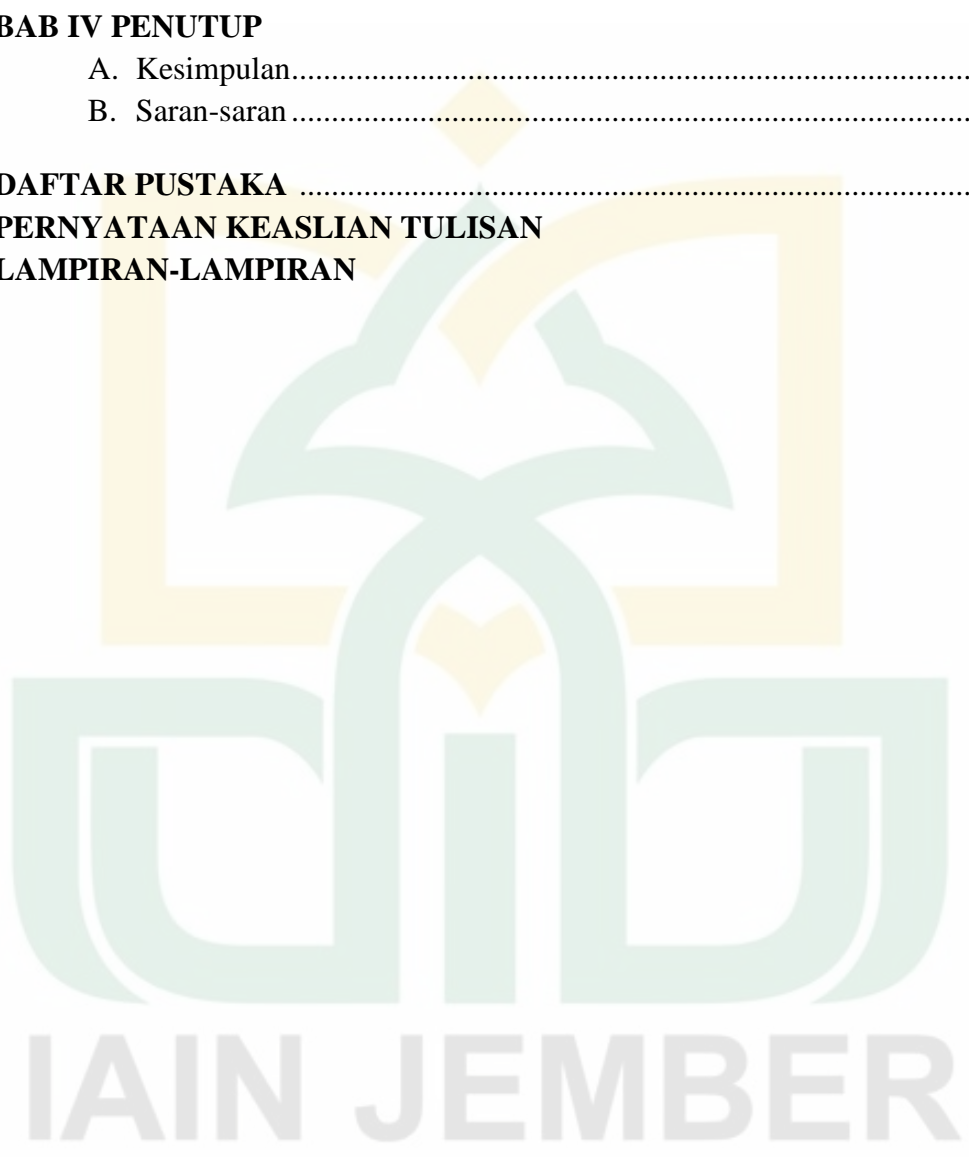 BAB IV PENUTUP
A. Kesimpulan......................................................................
B. Saran-saran......................................................................
DAFTAR PUSTAKA......................................................................
PERNYATAAN KEASLIAN TULISAN
LAMPIRAN-LAMPIRAN
IAIN JEMBER